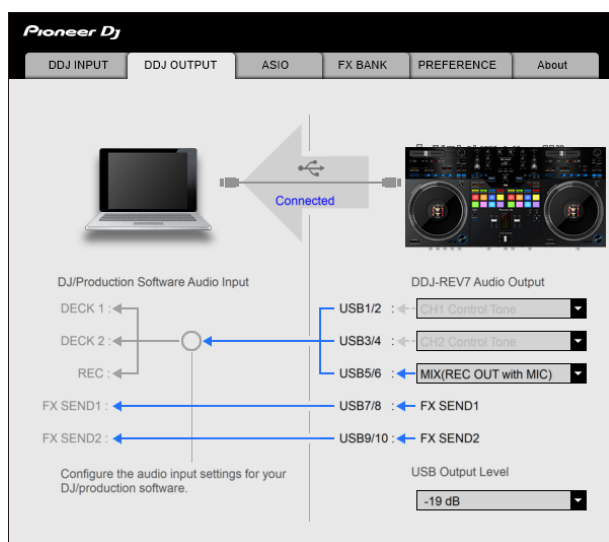 Pioneer Dj
DDJ INPUT DDJ OUTPUT ASIO FX BANK PREFERENCE About
Connected
DJ/Production Software Audio Input DDJ-REV7 Audio Output
DECK 1 : USB1/2 : CH1 Control Tone
DECK 2 : USB3/4 : CH2 Control Tone
REC : USB5/6 : MIX(REC OUT with MIC)
FX SEND1 : USB7/8 : FX SEND1
FX SEND2 : USB9/10 : FX SEND2
Configure the audio input settings for your
DJ/production software.
USB Output Level
-19 dB